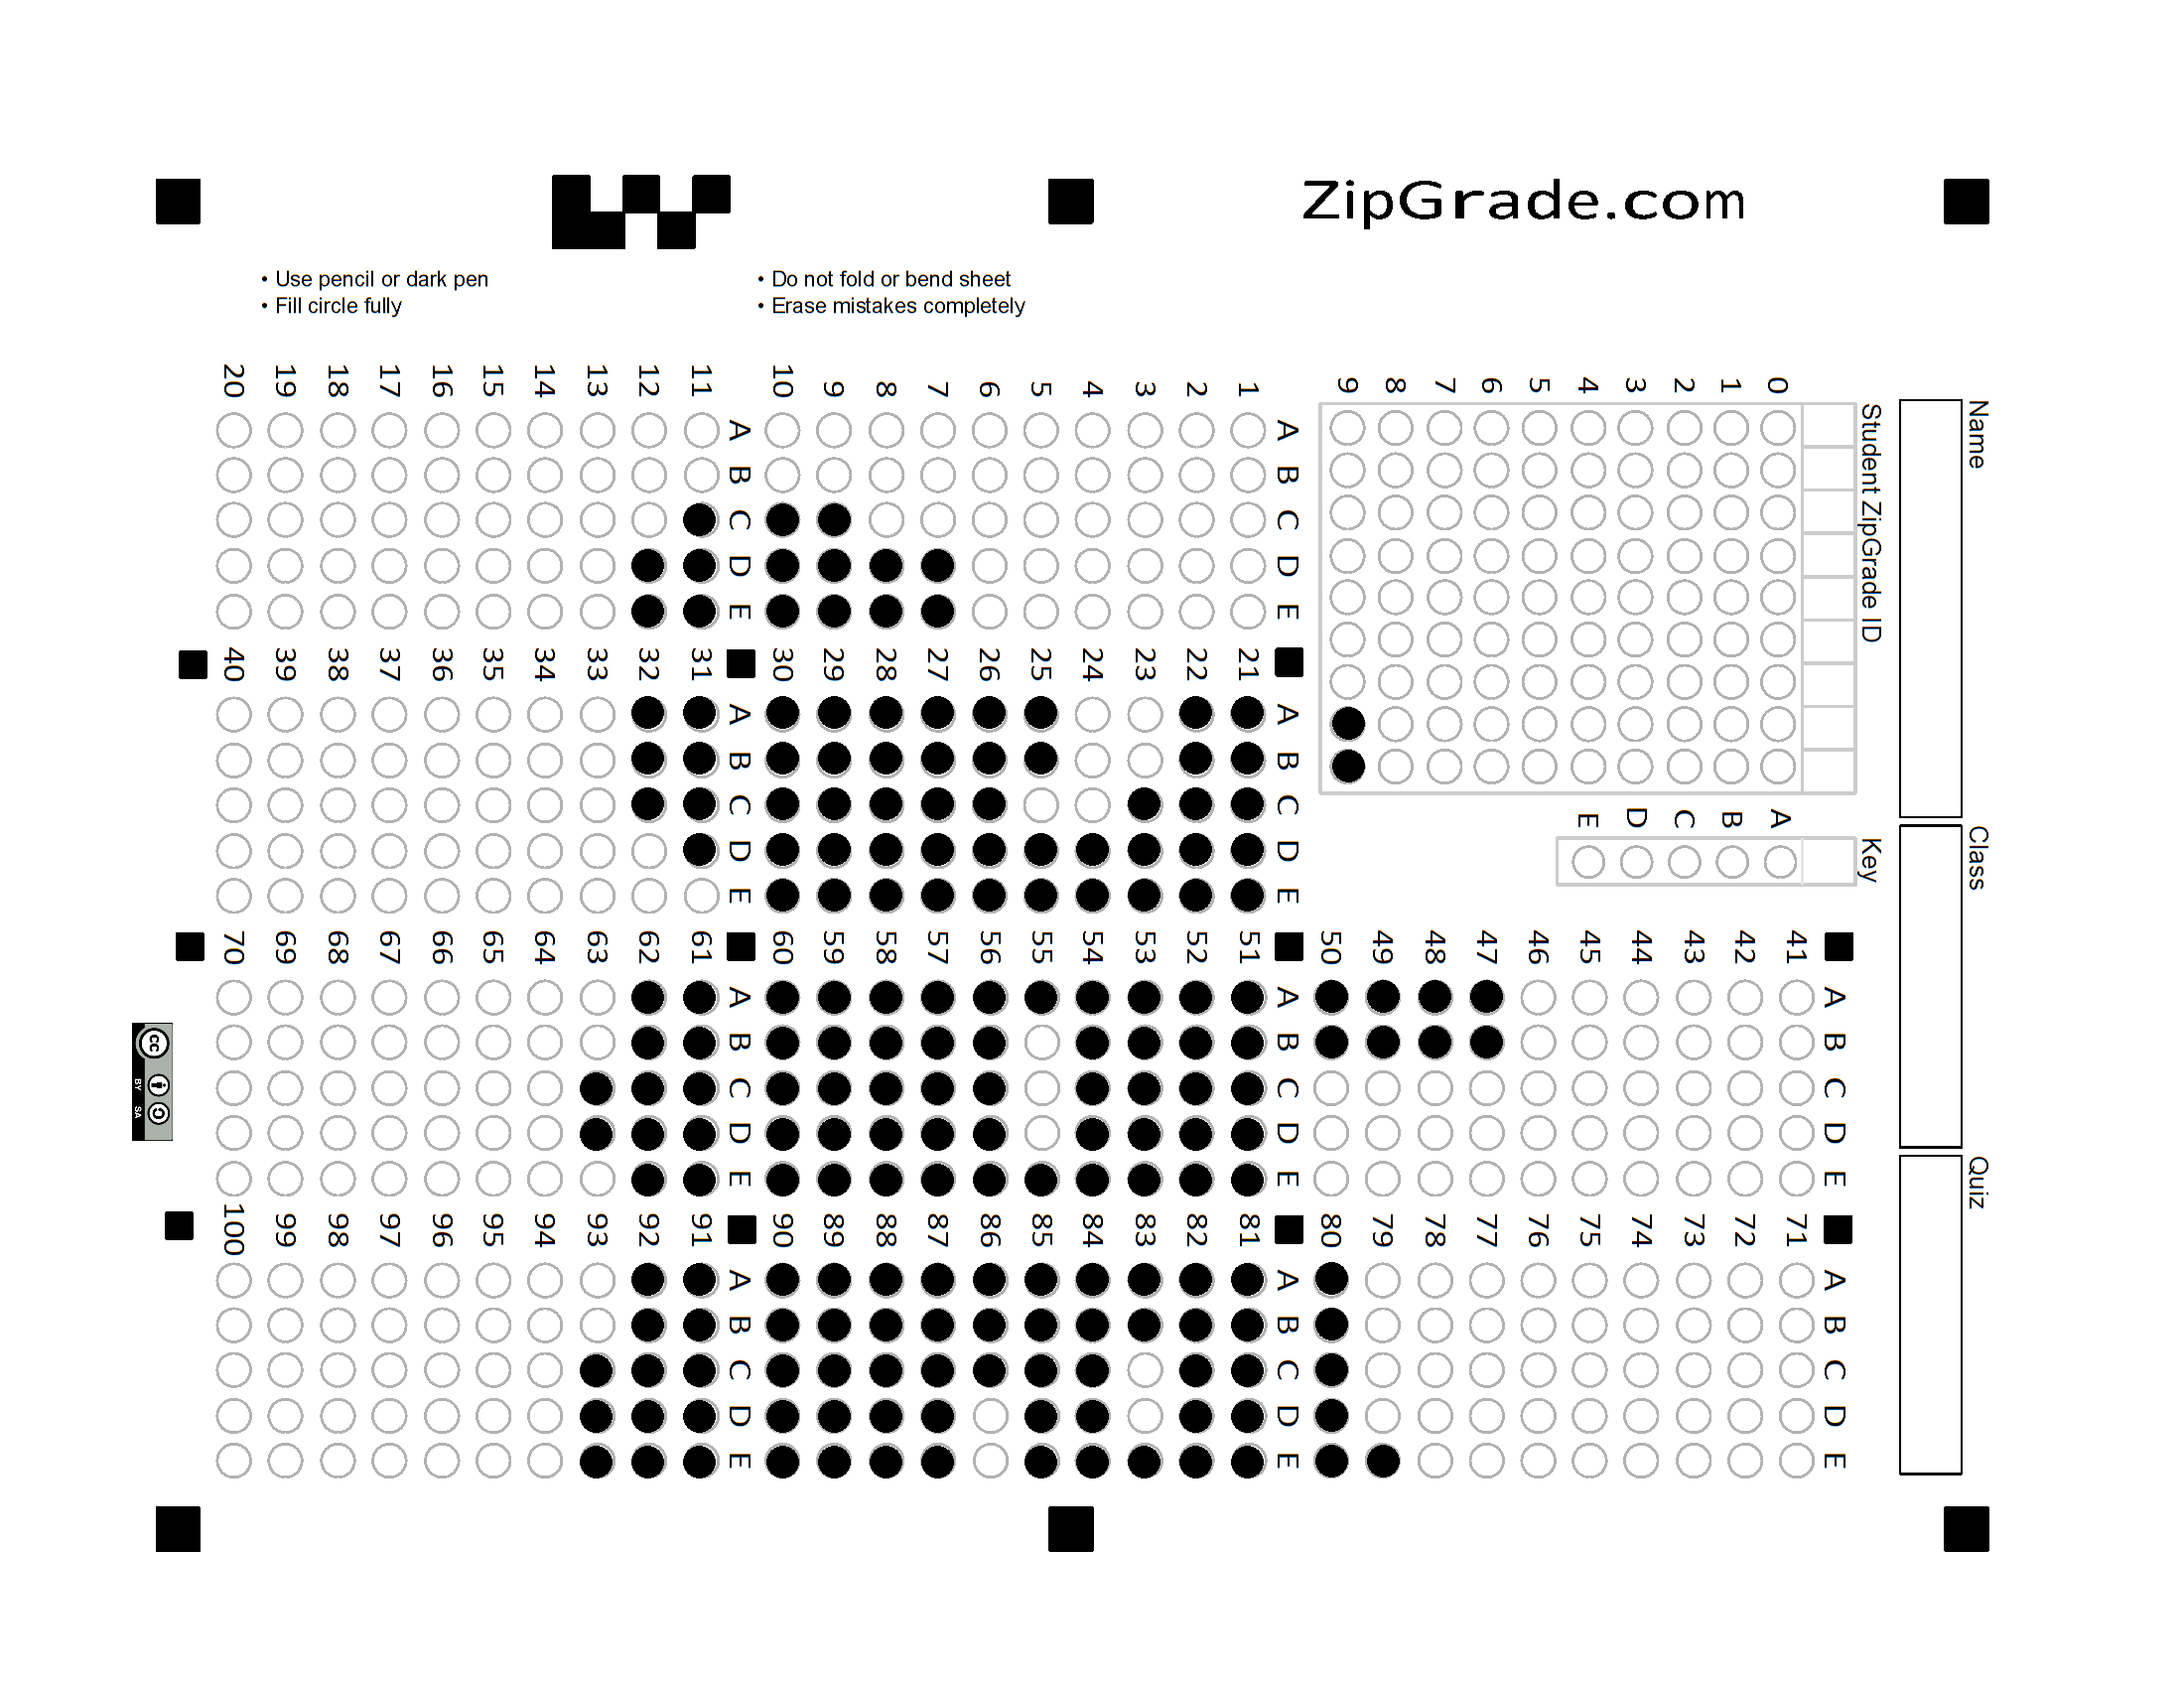 ZipGrade.com
• Use pencil or dark pen
• Fill circle fully
• Do not fold or bend sheet
• Erase mistakes completely
Name
Class
Quiz
Student ZipGrade ID
0 1 2 3 4 5 6 7 8 9
Key
A B C D E
1 2 3 4 5 6 7 8 9 10
A B C D E
11 12 13 14 15 16 17 18 19 20
A B C D E
21 22 23 24 25 26 27 28 29 30
A B C D E
31 32 33 34 35 36 37 38 39 40
A B C D E
41 42 43 44 45 46 47 48 49 50
A B C D E
51 52 53 54 55 56 57 58 59 60
A B C D E
61 62 63 64 65 66 67 68 69 70
A B C D E
71 72 73 74 75 76 77 78 79 80
A B C D E
81 82 83 84 85 86 87 88 89 90
A B C D E
91 92 93 94 95 96 97 98 99 100
A B C D E
cc
BY SA